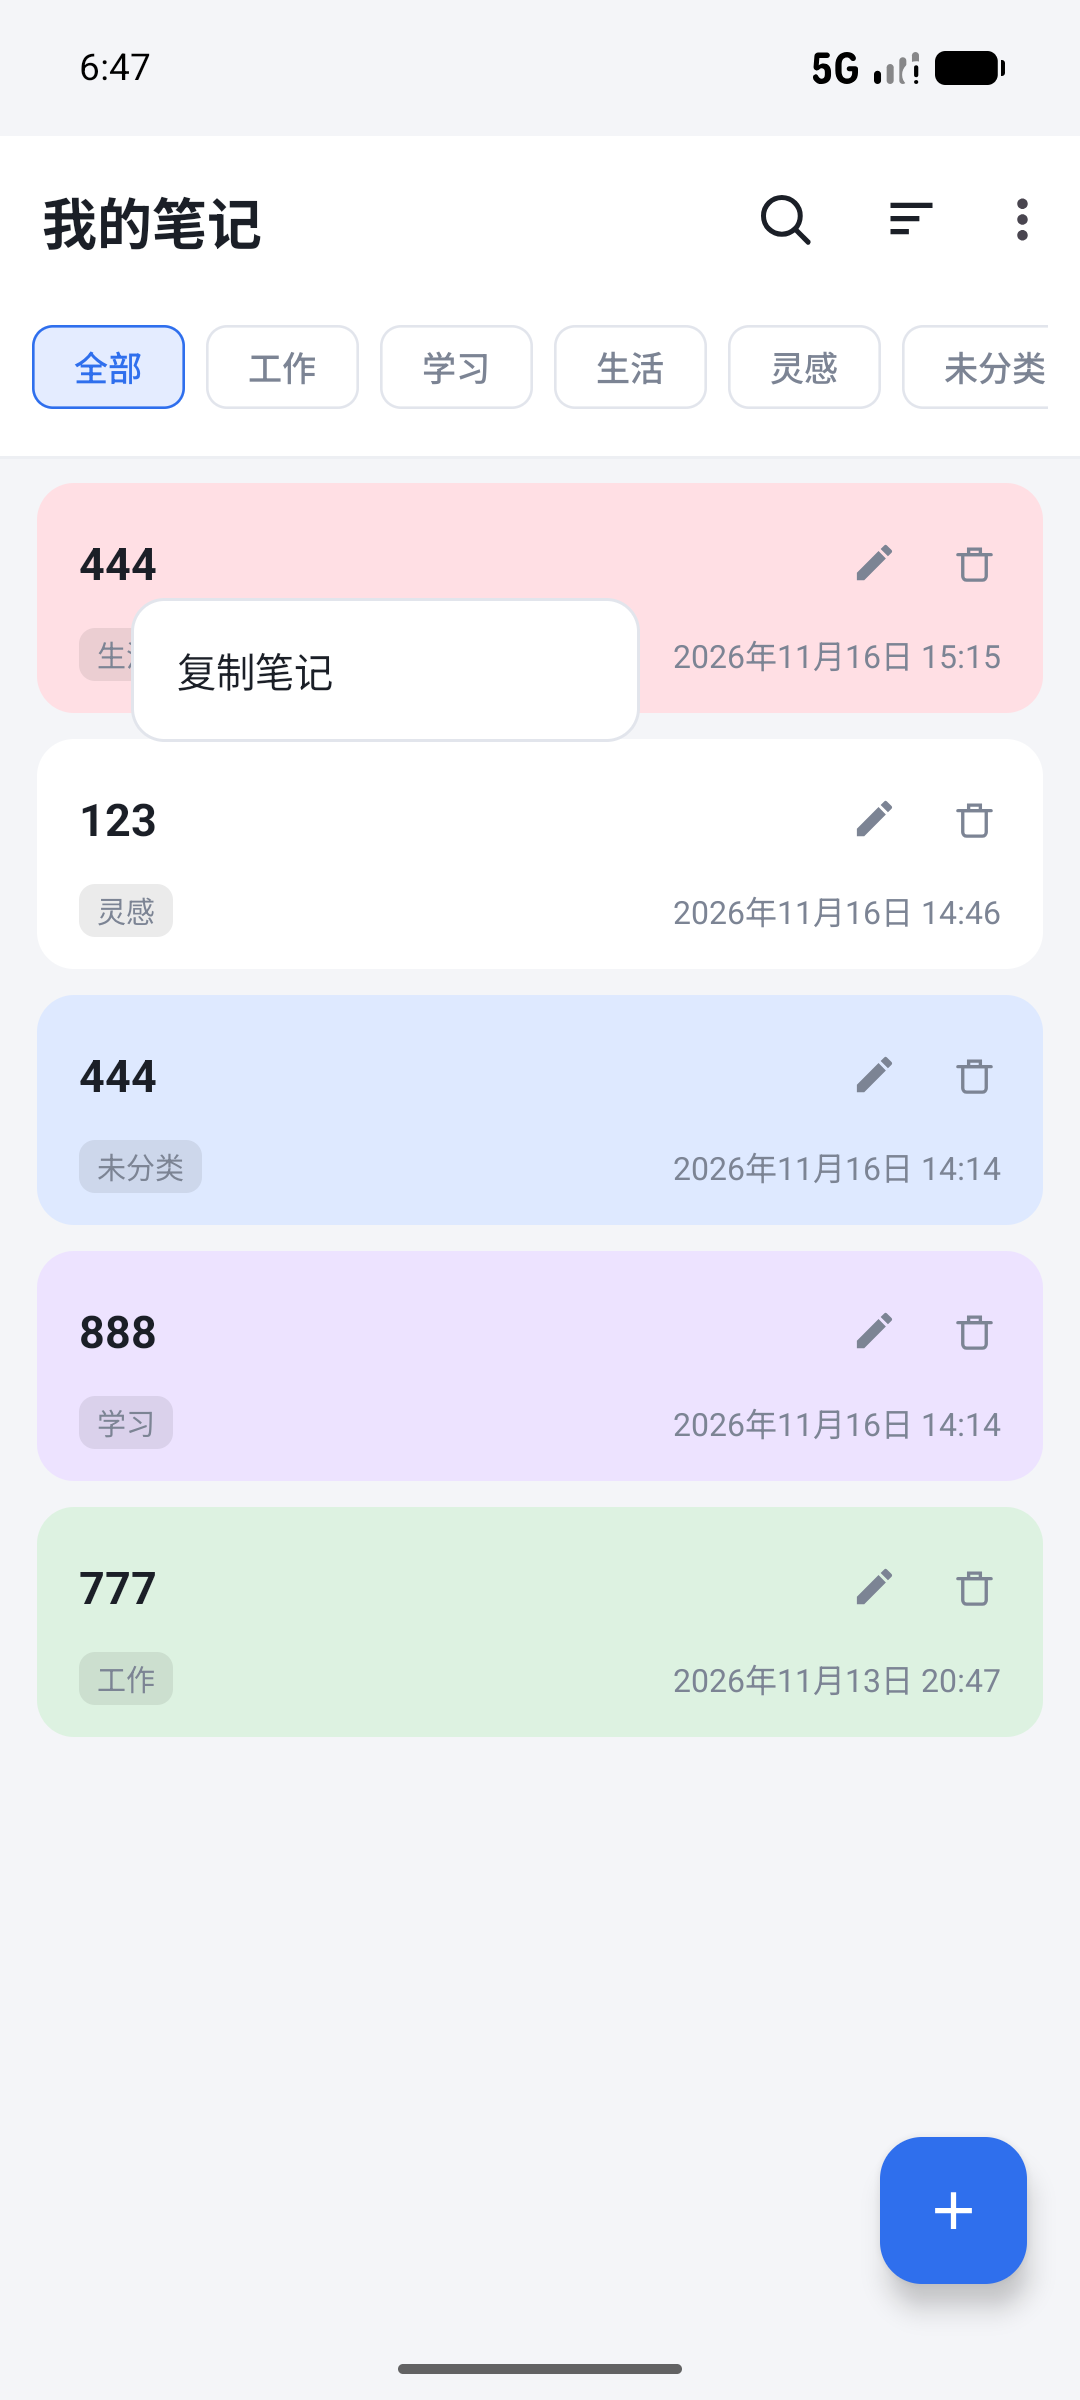 6:47 5G
我的笔记
全部 工作 学习 生活 灵感 未分类
444
复制笔记
2026年11月16日 15:15
123
灵感 2026年11月16日 14:46
444
未分类 2026年11月16日 14:14
888
学习 2026年11月16日 14:14
777
工作 2026年11月13日 20:47